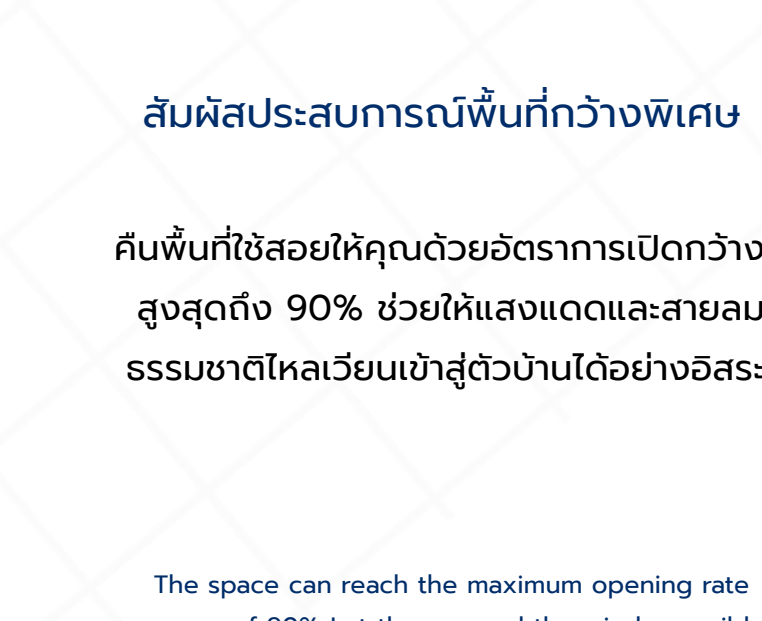 สัมผัสประสบการณ์พื้นที่กว้างพิเศษ
คืนพื้นที่ใช้สอยให้คุณด้วยอัตราการเปิดกว้าง
สูงสุดถึง 90% ช่วยให้แสงแดดและสายลม
ธรรมชาติไหลเวียนเข้าสู่ตัวบ้านได้อย่างอิสระ
The space can reach the maximum opening rate